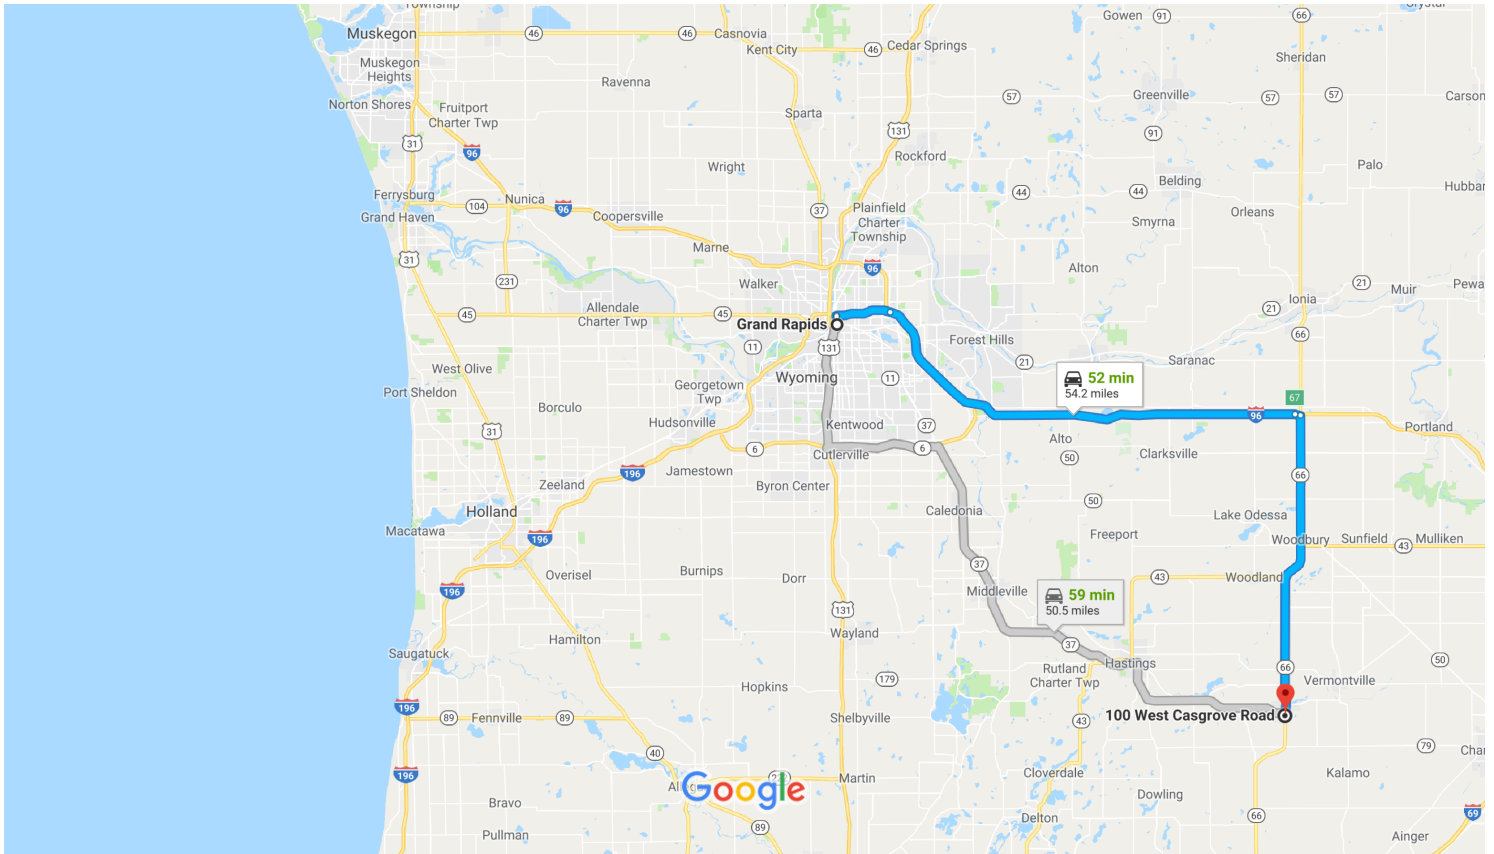 Township
Gowen
91
66
Crystal
Muskegon
46
46
Casnovia
Kent City
46
Cedar Springs
Sheridan
Muskegon
Heights
Ravenna
57
Greenville
57
57
Carson
Norton Shores
Fruitport
Charter Twp
Sparta
31
96
131
91
Rockford
Wright
Palo
Ferrysburg
Nunica
44
44
Belding
Hubbar
104
96
Coopersville
37
Plainfield
Charter
Township
Orleans
Grand Haven
Smyrna
Marne
31
96
Alton
231
Walker
21
Muir
Pewa
Ionia
Allendale
Charter Twp
45
45
21
Grand Rapids
66
131
Forest Hills
11
21
Saranac
West Olive
Wyoming
11
52 min
54.2 miles
Port Sheldon
Georgetown
Twp
67
Borculo
Hudsonville
Kentwood
37
96
Portland
31
Alto
6
Cutlerville
6
50
Clarksville
196
Jamestown
66
Zeeland
Byron Center
50
Holland
Caledonia
Lake Odessa
Macatawa
196
Freeport
Woodbury
Sunfield
43
Mulliken
Overisel
Burnips
Dorr
37
43
Woodland
196
Middleville
59 min
50.5 miles
131
Wayland
Hamilton
37
Saugatuck
Hastings
66
50
Rutland
Charter Twp
179
Vermontville
Hopkins
196
89
Fennville
89
Shelbyville
43
100 West Casgrove Road
40
79
Cha
196
Martin
Cloverdale
Kalamo
Google
Dowling
Bravo
Delton
66
69
Pullman
89
Ainger